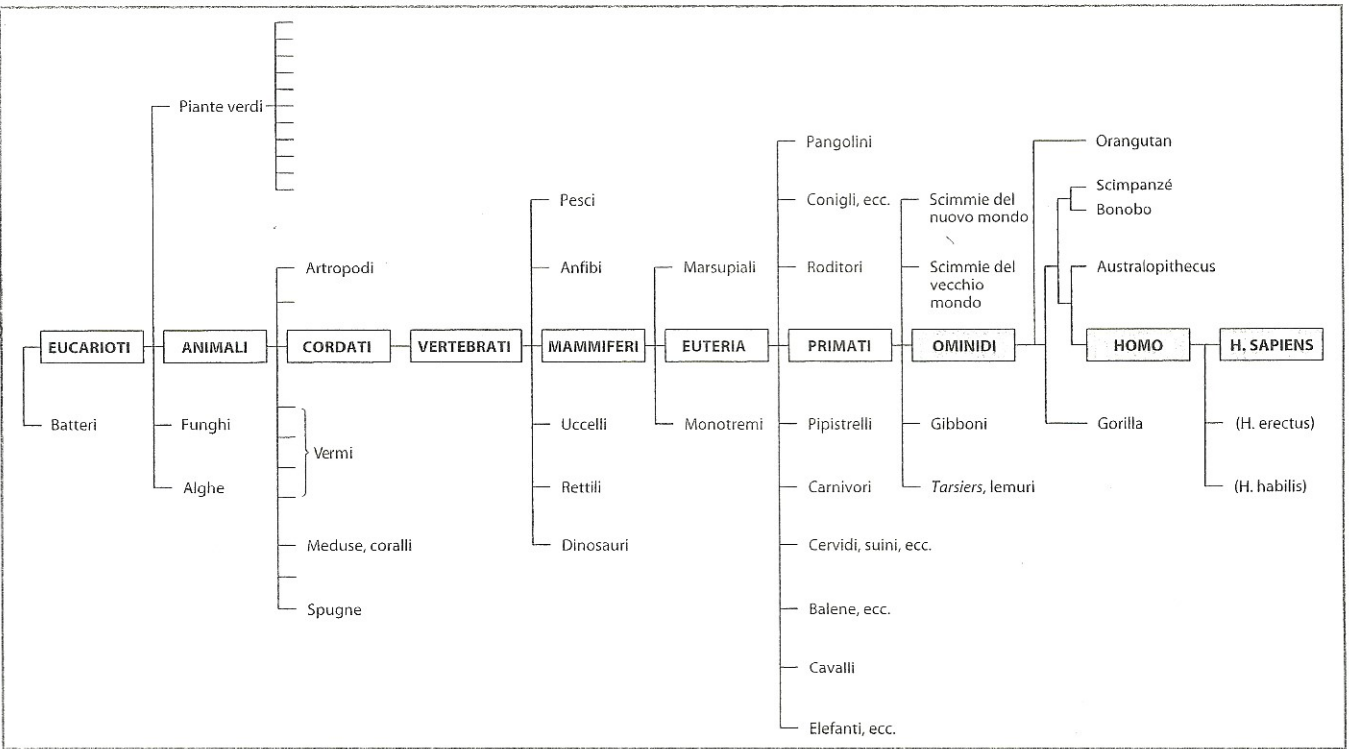 Piante verdi
Pangolini
Orangutan
Scimpanzé
Bonobo
Pesci
Conigli, ecc.
Scimmie del
nuovo mondo
Artropodi
Anfibi
Marsupiali
Roditori
Scimmie del
vecchio
mondo
Australopithecus
EUCARIOTI
ANIMALI
CORDATI
VERTEBRATI
MAMMIFERI
EUTERIA
PRIMATI
OMINIDI
HOMO
H. SAPIENS
Batteri
Funghi
Vermi
Uccelli
Monotremi
Pipistrelli
Gibboni
Gorilla
(H. erectus)
Alghe
Rettili
Carnivori
Tarsiers, lemuri
(H. habilis)
Meduse, coralli
Dinosauri
Cervidi, suini, ecc.
Spugne
Balene, ecc.
Cavalli
Elefanti, ecc.